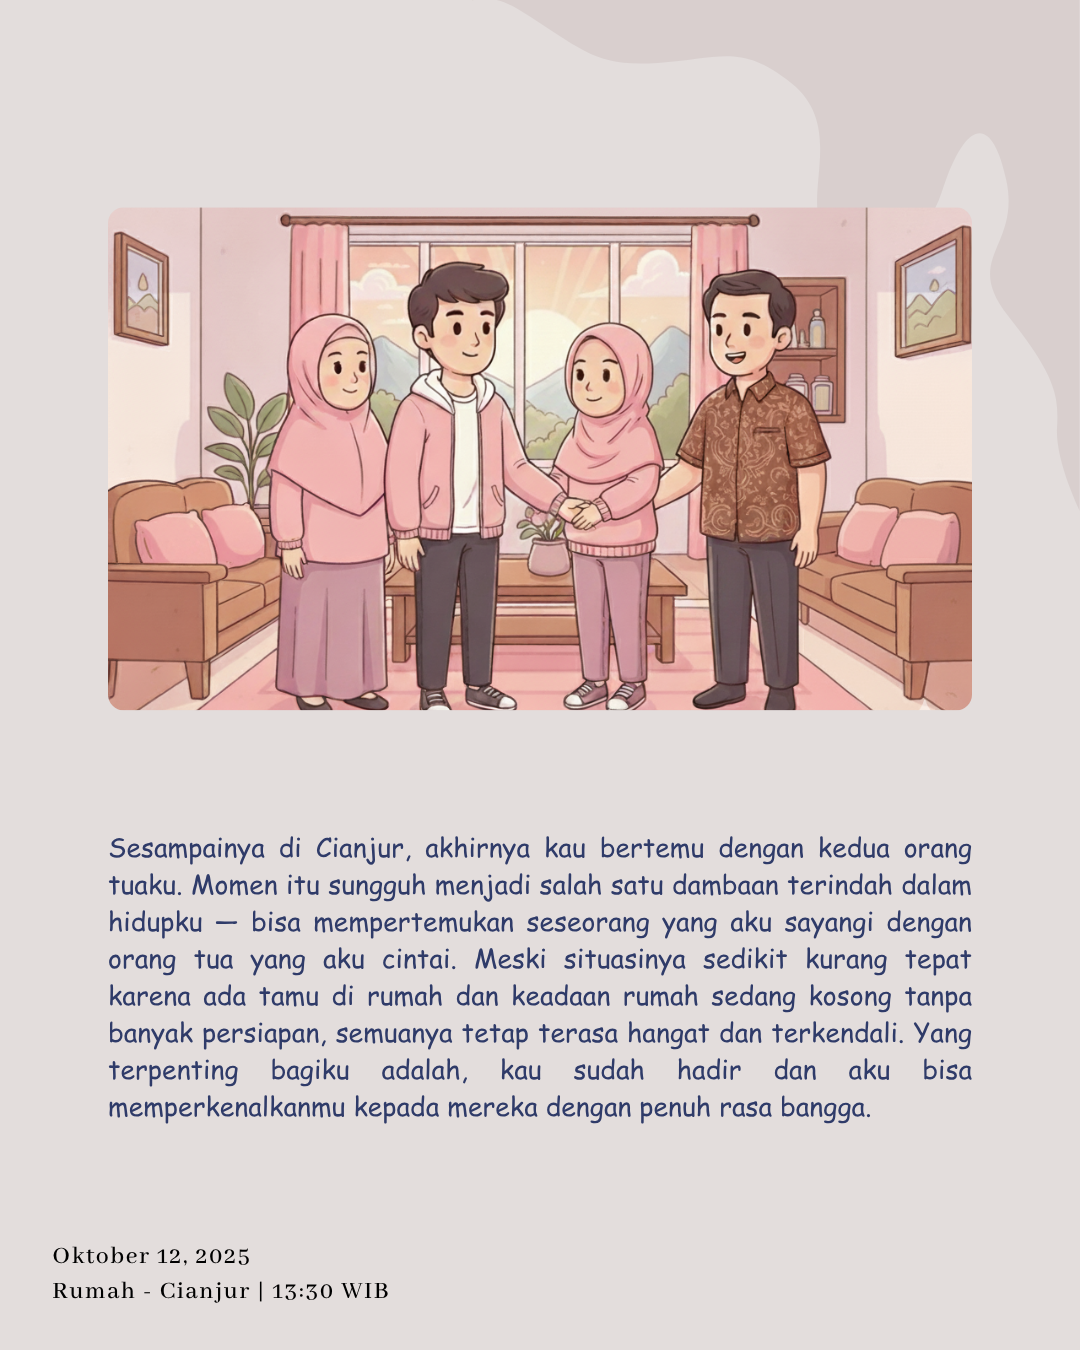 Sesampainya di Cianjur, akhirnya kau bertemu dengan kedua orang
tuaku. Momen itu sungguh menjadi salah satu dambaan terindah dalam
hidupku — bisa mempertemukan seseorang yang aku sayangi dengan
orang tua yang aku cintai. Meski situasinya sedikit kurang tepat
karena ada tamu di rumah dan keadaan rumah sedang kosong tanpa
banyak persiapan, semuanya tetap terasa hangat dan terkendali. Yang
terpenting bagiku adalah, kau sudah hadir dan aku bisa
memperkenalkanmu kepada mereka dengan penuh rasa bangga.
Oktober 12, 2025
Rumah - Cianjur | 13:30 WIB